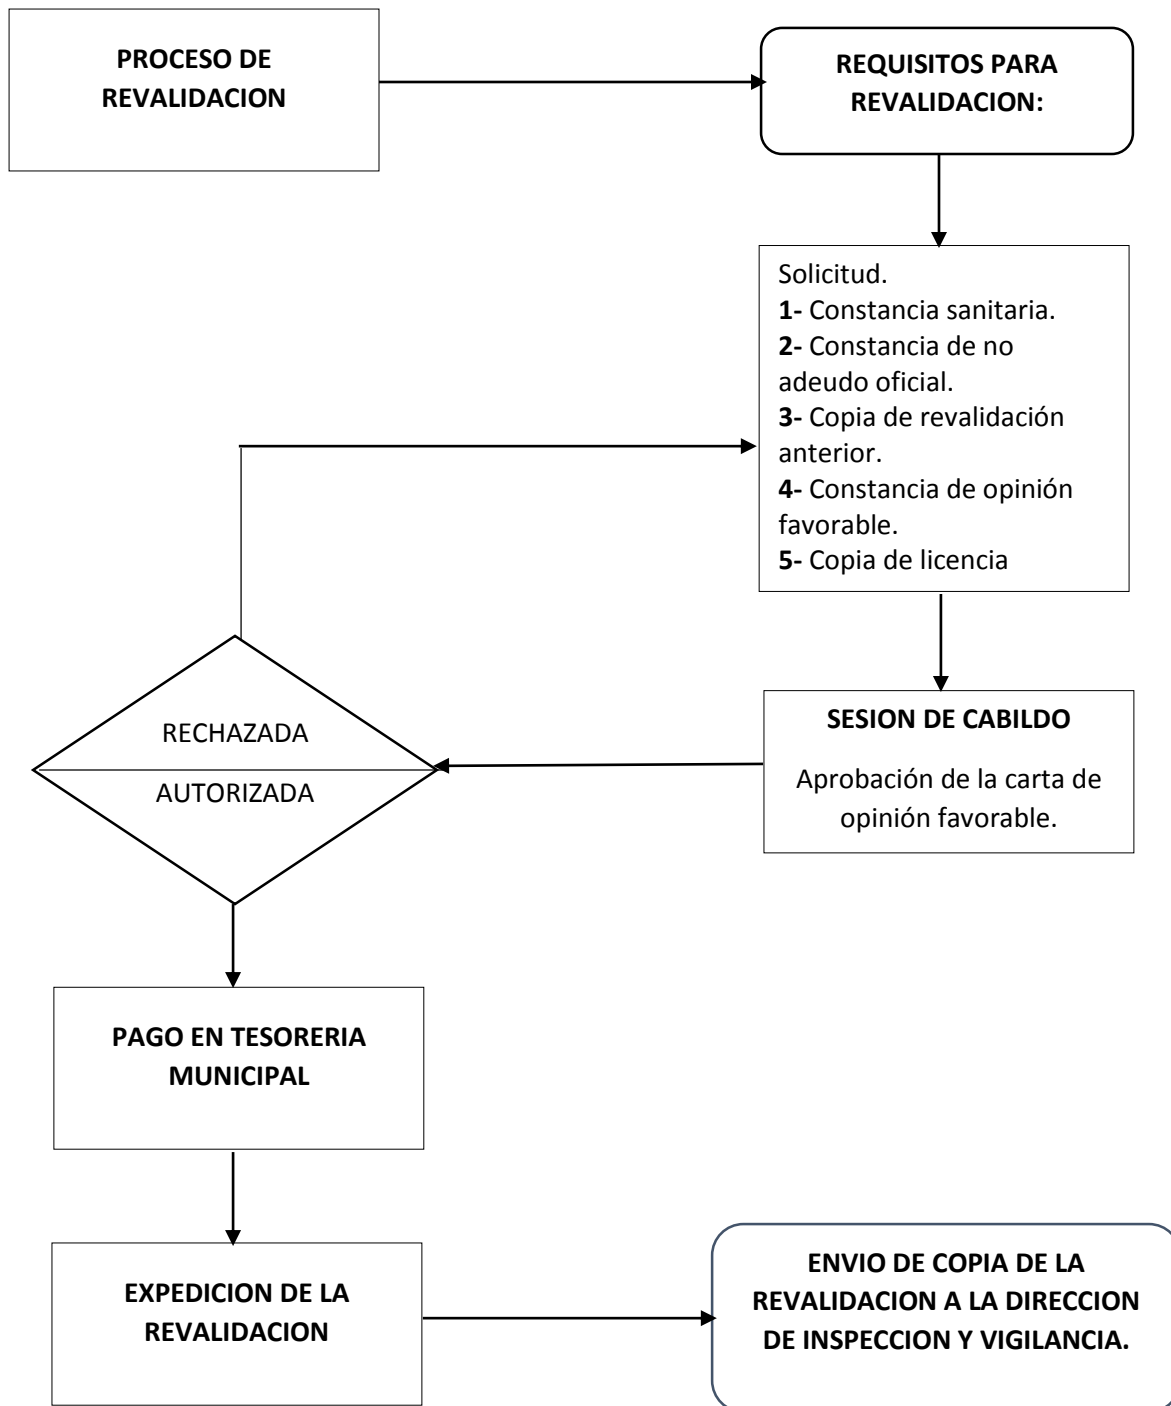 PROCESO DE
REVALIDACION
REQUISITOS PARA
REVALIDACION:
Solicitud.
1- Constancia sanitaria.
2- Constancia de no
adeudo oficial.
3- Copia de revalidación
anterior.
4- Constancia de opinión
favorable.
5- Copia de licencia
SESION DE CABILDO
Aprobación de la carta de
opinión favorable.
RECHAZADA
AUTORIZADA
PAGO EN TESORERIA
MUNICIPAL
EXPEDICION DE LA
REVALIDACION
ENVIO DE COPIA DE LA
REVALIDACION A LA DIRECCION
DE INSPECCION Y VIGILANCIA.